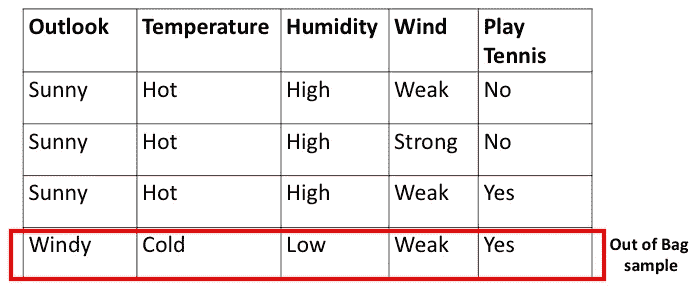 Outlook Temperature Humidity Wind Play
Tennis
Sunny Hot High Weak No
Sunny Hot High Strong No
Sunny Hot High Weak Yes
Windy Cold Low Weak Yes
Out of Bag
sample